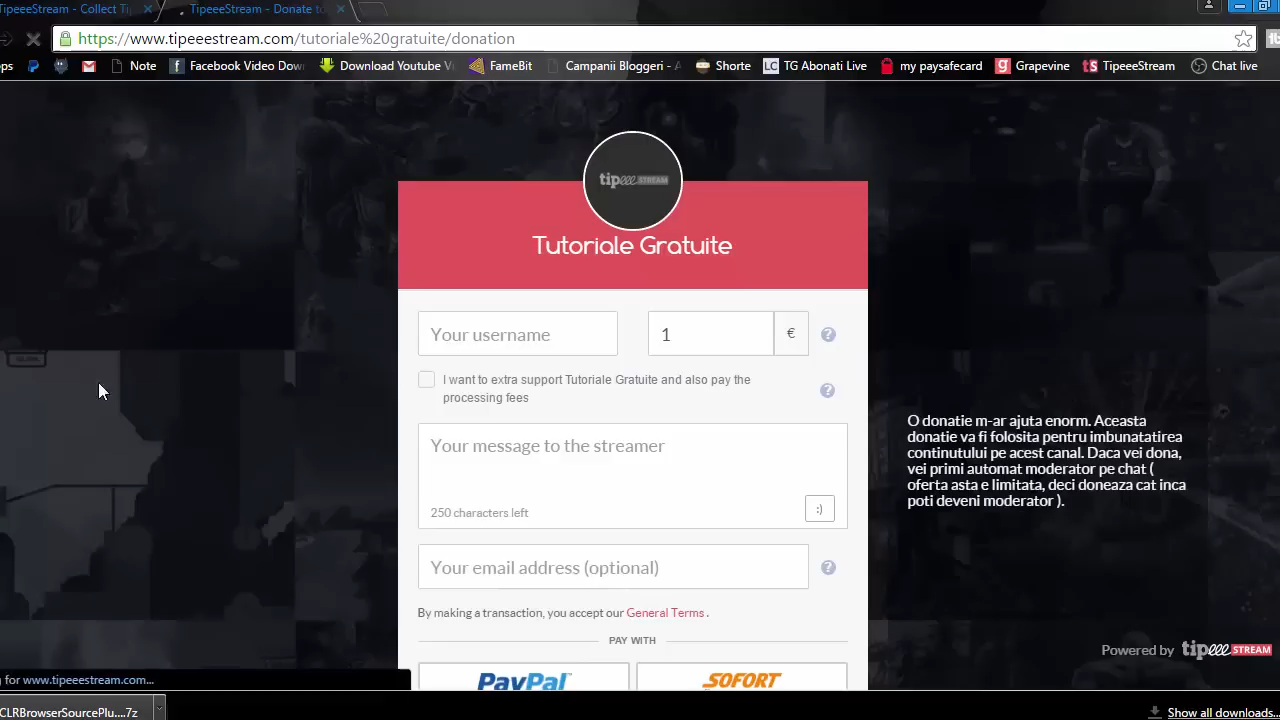 TipeeeStream - Collect Tip
TipeeeStream - Donate to
https://www.tipeeestream.com/tutoriale%20gratuite/donation
ps
Note
Facebook Video Dow
Download Youtube Vi
FameBit
Campanii Bloggeri - A
Shorte
LC TG Abonati Live
my paysafecard
g Grapevine
tS TipeeeStream
Chat live
tipeee STREAM
Tutoriale Gratuite
Your username
1 €
I want to extra support Tutoriale Gratuite and also pay the
processing fees
Your message to the streamer
250 characters left
:)
O donatie m-ar ajuta enorm. Aceasta
donatie va fi folosita pentru imbunatatirea
continutului pe acest canal. Daca vei dona,
vei primi automat moderator pe chat (
oferta asta e limitata, deci doneaza cat inca
poti deveni moderator ).
Your email address (optional)
By making a transaction, you accept our General Terms .
PAY WITH
Powered by tipeee STREAM
PayPal
SOFORT
g for www.tipeeestream.com...
CLRBrowserSourcePlu....7z
Show all downloads...